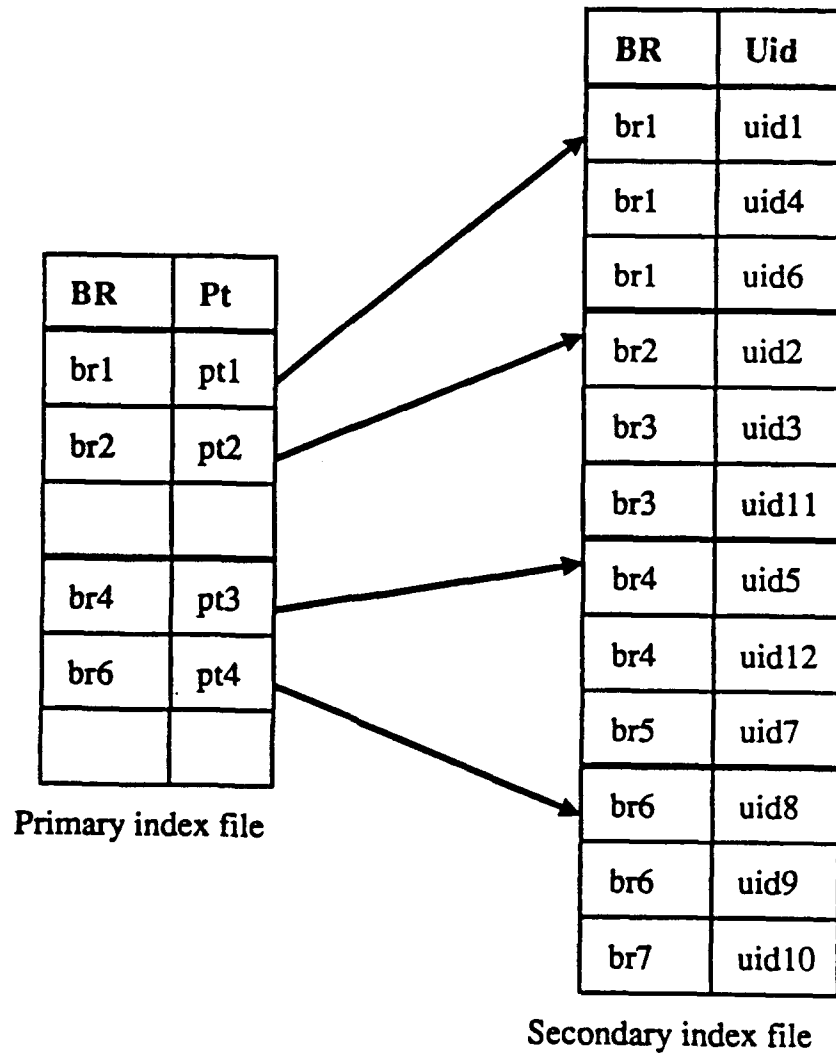 BR Pt
br1 pt1
br2 pt2
br4 pt3
br6 pt4
Primary index file
BR Uid
br1 uid1
br1 uid4
br1 uid6
br2 uid2
br3 uid3
br3 uid11
br4 uid5
br4 uid12
br5 uid7
br6 uid8
br6 uid9
br7 uid10
Secondary index file